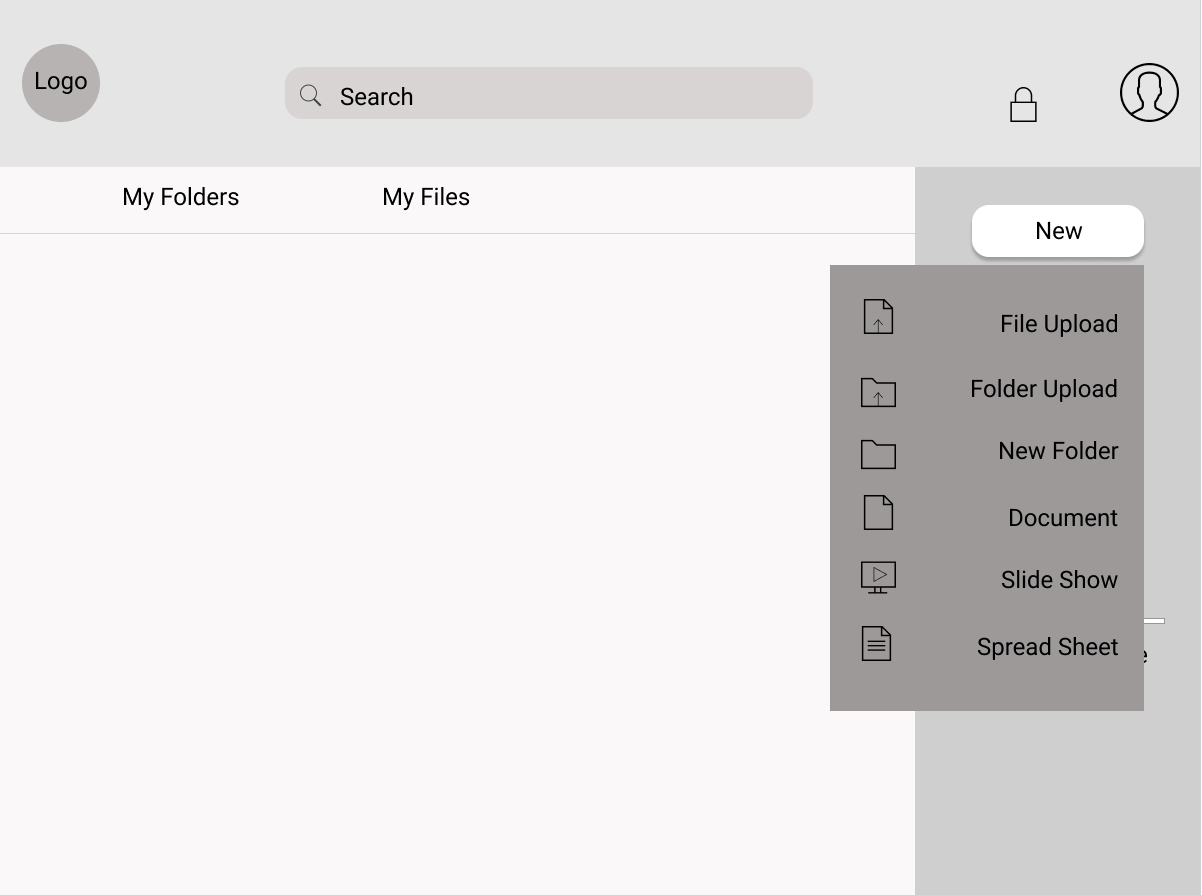 Logo
Search
My Folders
My Files
New
File Upload
Folder Upload
New Folder
Document
Slide Show
Spread Sheet